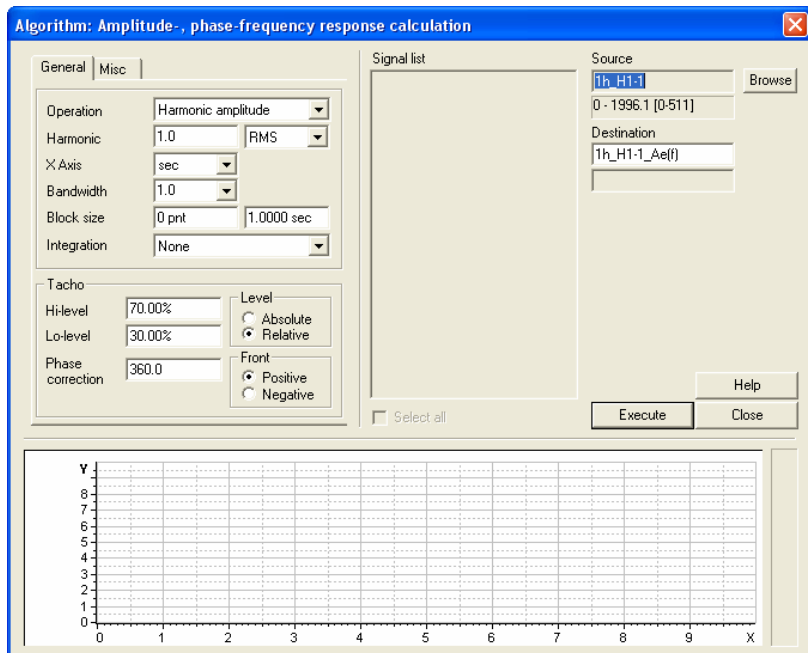 Algorithm: Amplitude-, phase-frequency response calculation
General
Misc
Operation
Harmonic amplitude
Harmonic
1.0
RMS
X Axis
sec
Bandwidth
1.0
Block size
0 pnt
1.0000 sec
Integration
None
Tacho
Hi-level
70.00%
Lo-level
30.00%
Phase
correction
360.0
Level
Absolute
Relative
Front
Positive
Negative
Signal list
Select all
Source
1h_H1-1
Browse
0 - 1996.1 [0-511]
Destination
1h_H1-1_Ae(f)
Help
Execute
Close
Y
8
7
6
5
4
3
2
1
0
0 1 2 3 4 5 6 7 8 9 X